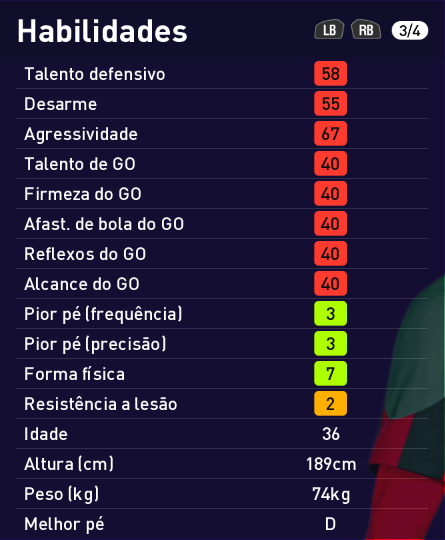 Habilidades LB RB 3/4
Talento defensivo 58
Desarme 55
Agressividade 67
Talento de GO 40
Firmeza do GO 40
Afast. de bola do GO 40
Reflexos do GO 40
Alcance do GO 40
Pior pé (frequência) 3
Pior pé (precisão) 3
Forma física 7
Resistência a lesão 2
Idade 36
Altura (cm) 189cm
Peso (kg) 74kg
Melhor pé D